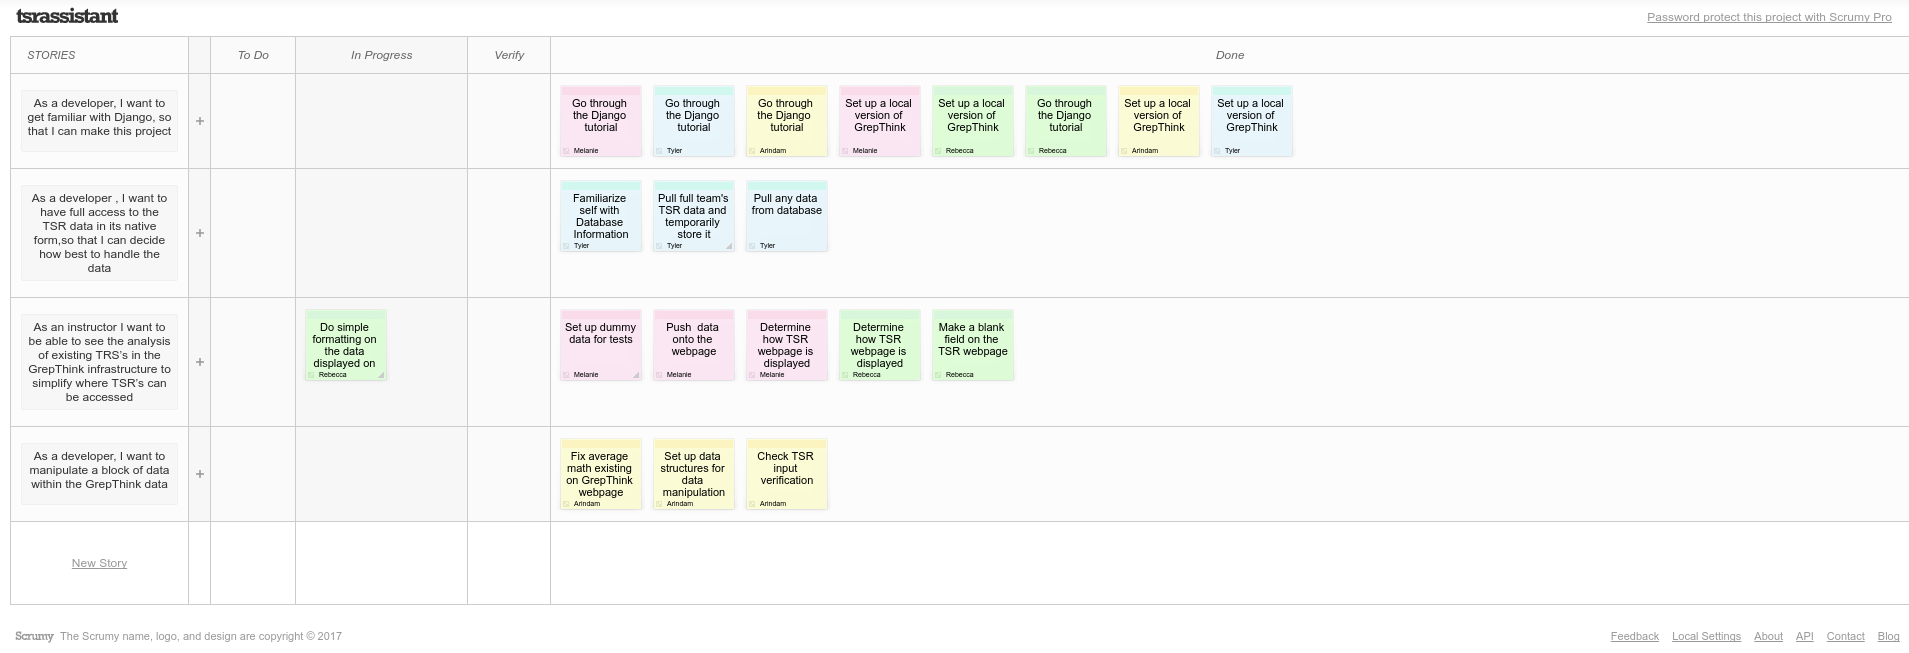 tsrassistant
Password protect this project with Scrumy Pro
STORIES
To Do
In Progress
Verify
Done
As a developer, I want to
get familiar with Django, so
that I can make this project
+
Go through
the Django
tutorial
Melanie
Go through
the Django
tutorial
Tyler
Go through
the Django
tutorial
Arindam
Set up a local
version of
GrepThink
Melanie
Set up a local
version of
GrepThink
Rebecca
Go through
the Django
tutorial
Rebecca
Set up a local
version of
GrepThink
Arindam
Set up a local
version of
GrepThink
Tyler
As a developer , I want to
have full access to the
TSR data in its native
form,so that I can decide
how best to handle the
data
+
Familiarize
self with
Database
Information
Tyler
Pull full team's
TSR data and
temporarily
store it
Tyler
Pull any data
from database
Tyler
As an instructor I want to
be able to see the analysis
of existing TRS's in the
GrepThink infrastructure to
simplify where TSR's can
be accessed
+
Do simple
formatting on
the data
displayed on
Rebecca
Set up dummy
data for tests
Melanie
Push data
onto the
webpage
Melanie
Determine
how TSR
webpage is
displayed
Melanie
Determine
how TSR
webpage is
displayed
Rebecca
Make a blank
field on the
TSR webpage
Rebecca
As a developer, I want to
manipulate a block of data
within the GrepThink data
+
Fix average
math existing
on GrepThink
webpage
Arindam
Set up data
structures for
data
manipulation
Arindam
Check TSR
input
verification
Arindam
New Story
Scrumy The Scrumy name, logo, and design are copyright © 2017
Feedback Local Settings About API Contact Blog